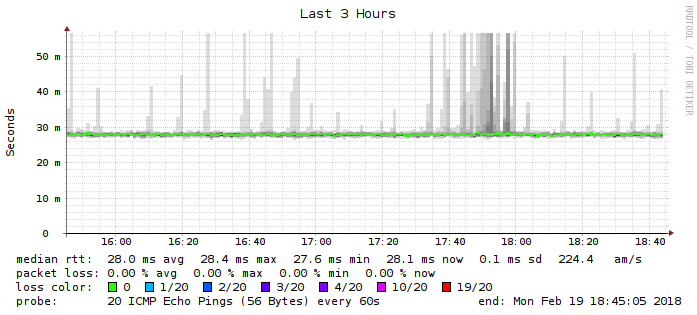 Last 3 Hours
RRDTOOL / TOBI OETIKER
Seconds
50 m
40 m
30 m
20 m
10 m
0
16:00 16:20 16:40 17:00 17:20 17:40 18:00 18:20 18:40
median rtt: 28.0 ms avg 28.4 ms max 27.6 ms min 28.1 ms now 0.1 ms sd 224.4 am/s
packet loss: 0.00 % avg 0.00 % max 0.00 % min 0.00 % now
loss color: 0 1/20 2/20 3/20 4/20 10/20 19/20
probe: 20 ICMP Echo Pings (56 Bytes) every 60s end: Mon Feb 19 18:45:05 2018